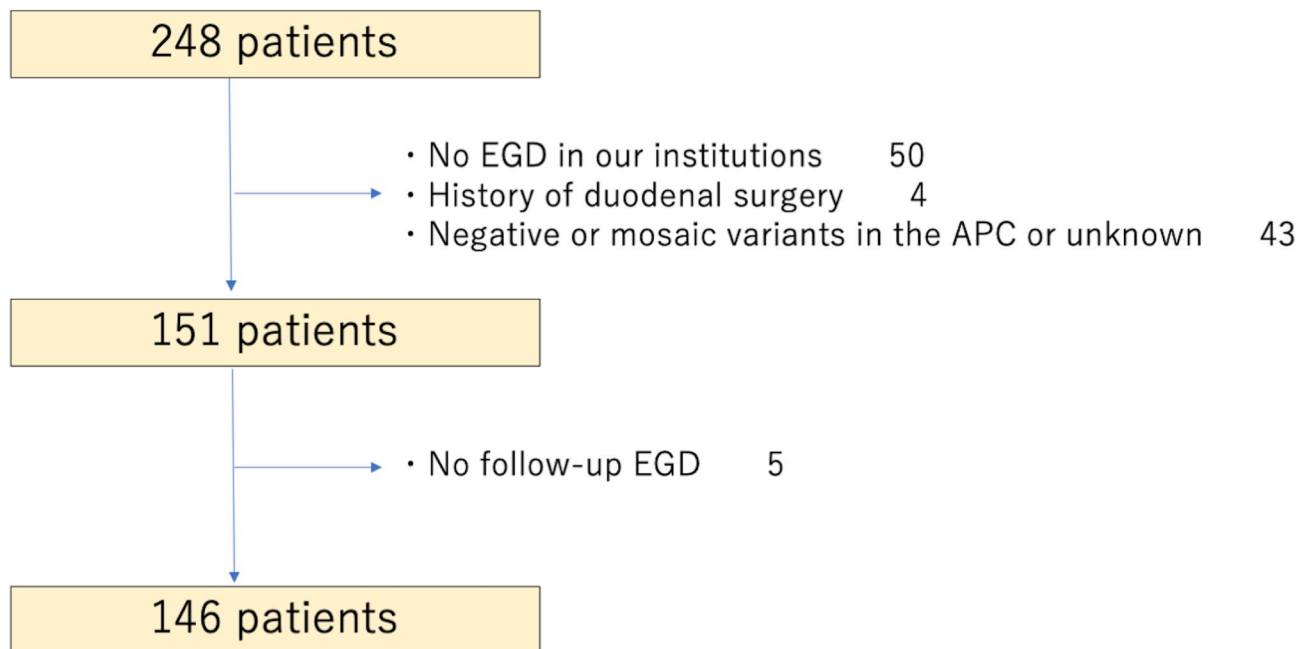 248 patients
・No EGD in our institutions 50
・History of duodenal surgery 4
・Negative or mosaic variants in the APC or unknown 43
151 patients
・No follow-up EGD 5
146 patients